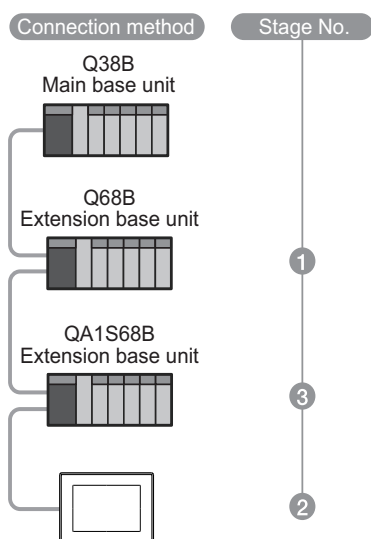 Connection method
Stage No.
Q38B
Main base unit
Q68B
Extension base unit
1
QA1S68B
Extension base unit
3
2